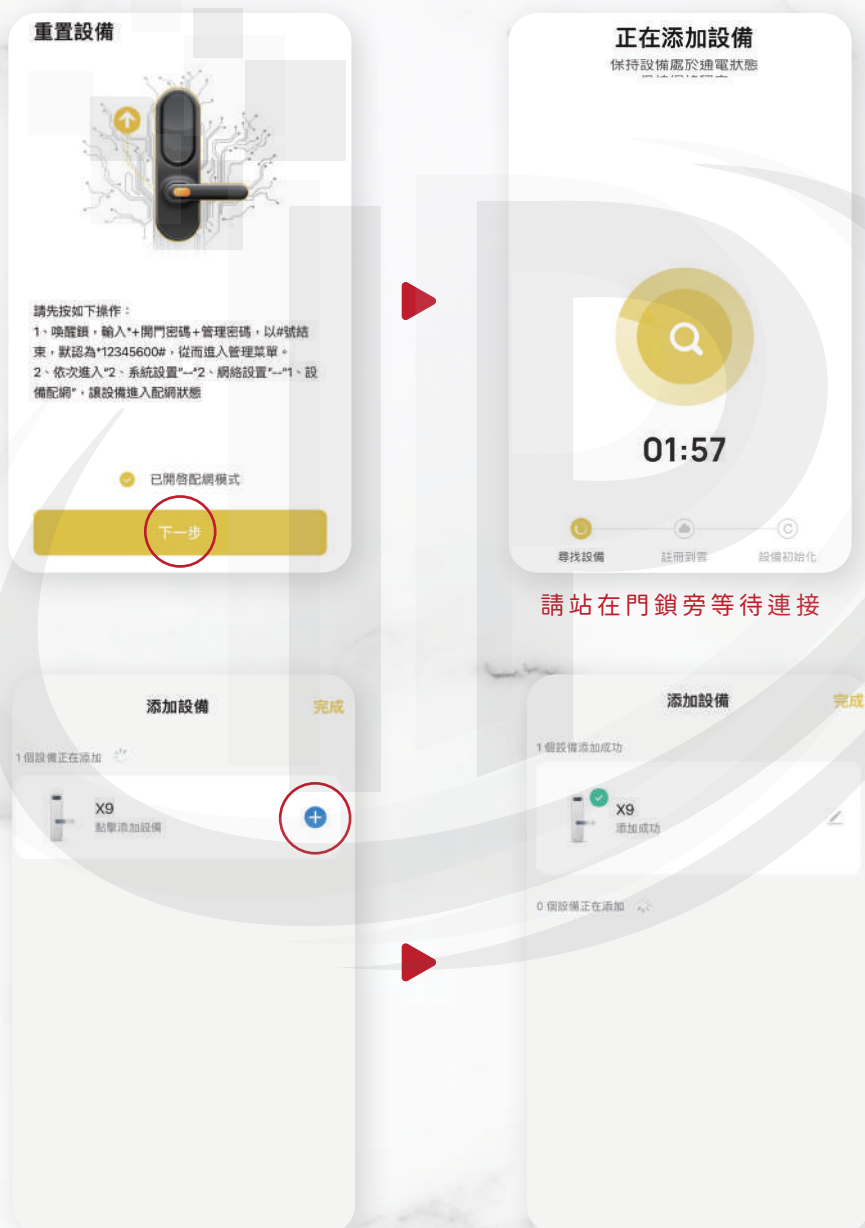 重置設備
請先按如下操作：
1、喚醒鎖，輸入*+開門密碼+管理密碼，以#號結
束，默認為*12345600#，從而進入管理菜單。
2、依次進入"2、系統設置"--"2、網絡設置"--"1、設
備配網"，讓設備進入配網狀態
已開啓配網模式
下一步
正在添加設備
保持設備處於通電狀態
01:57
尋找設備
註冊到雲
設備初始化
請站在門鎖旁等待連接
添加設備
完成
1個設備正在添加
X9
點擊添加設備
添加設備
完成
1個設備添加成功
X9
添加成功
0 個設備正在添加